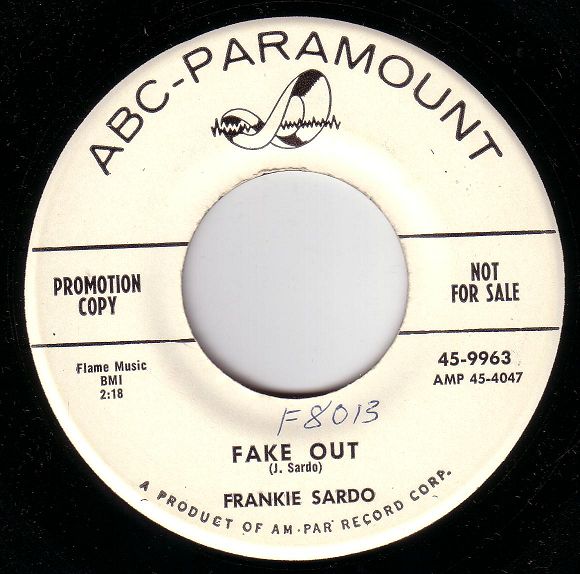 ABC-PARAMOUNT
PROMOTION
COPY
NOT
FOR SALE
Flame Music
BMI
2:18
45-9963
AMP 45-4047
F8013
FAKE OUT
(J. Sardo)
FRANKIE SARDO
A PRODUCT OF AM-PAR RECORD CORP.